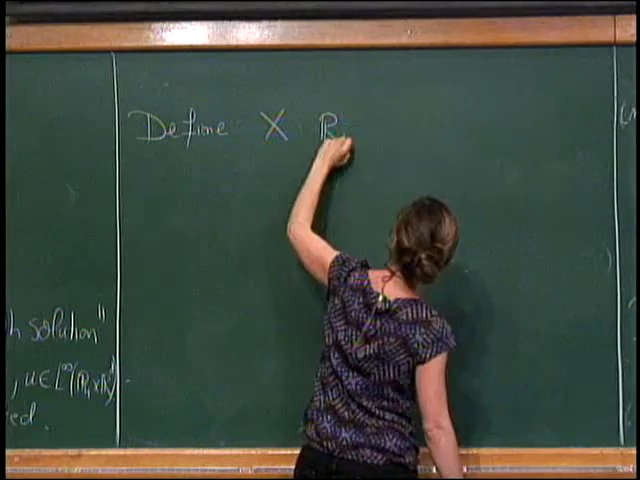 Define X ℝ
solution"
, u ∈ L^∞(ℝ₊×ℝ)
ed.